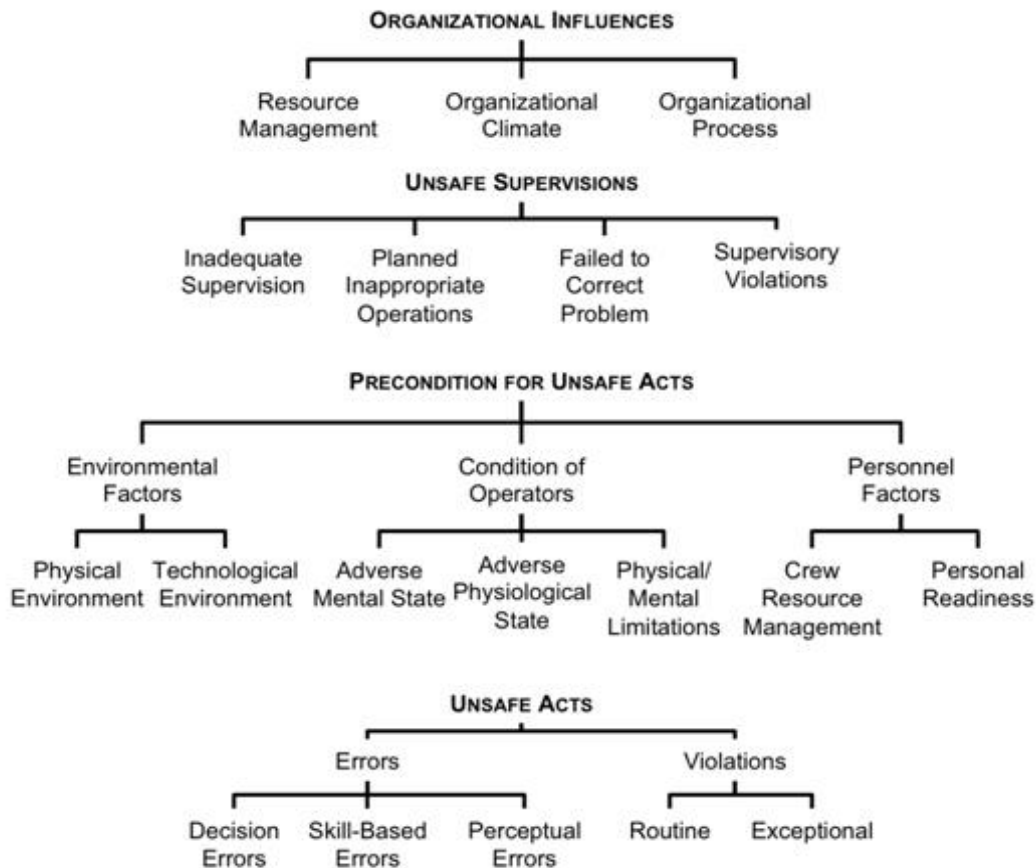 ORGANIZATIONAL INFLUENCES
Resource Management
Organizational Climate
Organizational Process
UNSAFE SUPERVISIONS
Inadequate Supervision
Planned Inappropriate Operations
Failed to Correct Problem
Supervisory Violations
PRECONDITION FOR UNSAFE ACTS
Environmental Factors
Condition of Operators
Personnel Factors
Physical Environment
Technological Environment
Adverse Mental State
Adverse Physiological State
Physical/ Mental Limitations
Crew Resource Management
Personal Readiness
UNSAFE ACTS
Errors
Violations
Decision Errors
Skill-Based Errors
Perceptual Errors
Routine
Exceptional